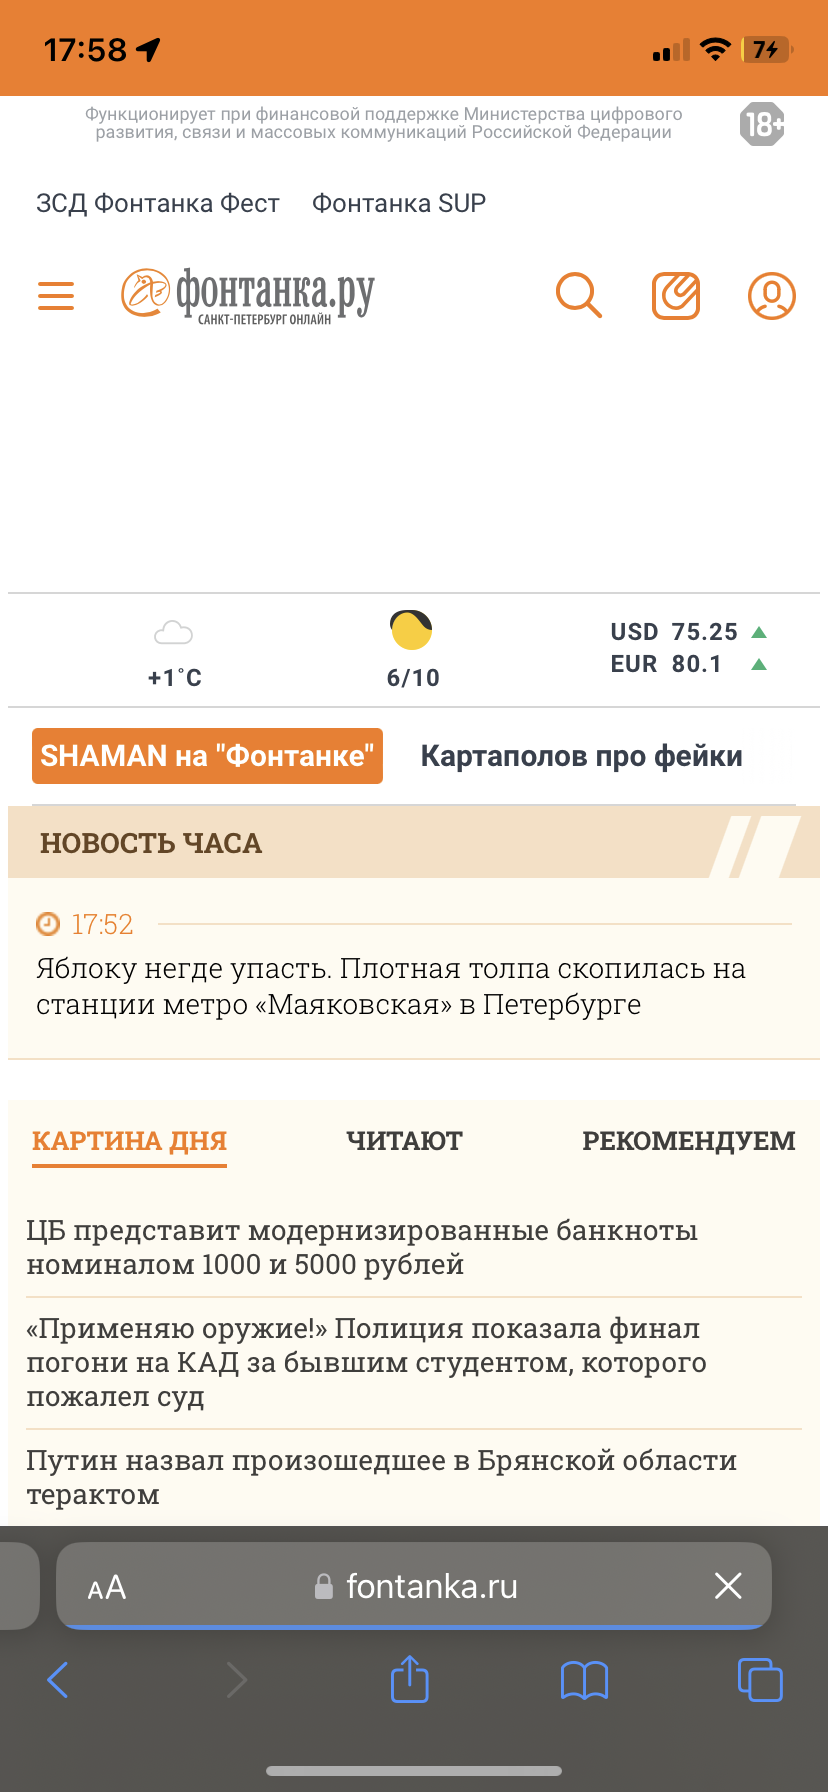 17:58
7
Функционирует при финансовой поддержке Министерства цифрового
развития, связи и массовых коммуникаций Российской Федерации
18+
ЗСД Фонтанка Фест Фонтанка SUP
фонтанка.ру
САНКТ-ПЕТЕРБУРГ ОНЛАЙН
USD 75.25
EUR 80.1
+1°C 6/10
SHAMAN на "Фонтанке" Картаполов про фейки
НОВОСТЬ ЧАСА
17:52
Яблоку негде упасть. Плотная толпа скопилась на
станции метро «Маяковская» в Петербурге
КАРТИНА ДНЯ ЧИТАЮТ РЕКОМЕНДУЕМ
ЦБ представит модернизированные банкноты
номиналом 1000 и 5000 рублей
«Применяю оружие!» Полиция показала финал
погони на КАД за бывшим студентом, которого
пожалел суд
Путин назвал произошедшее в Брянской области
терактом
AA fontanka.ru